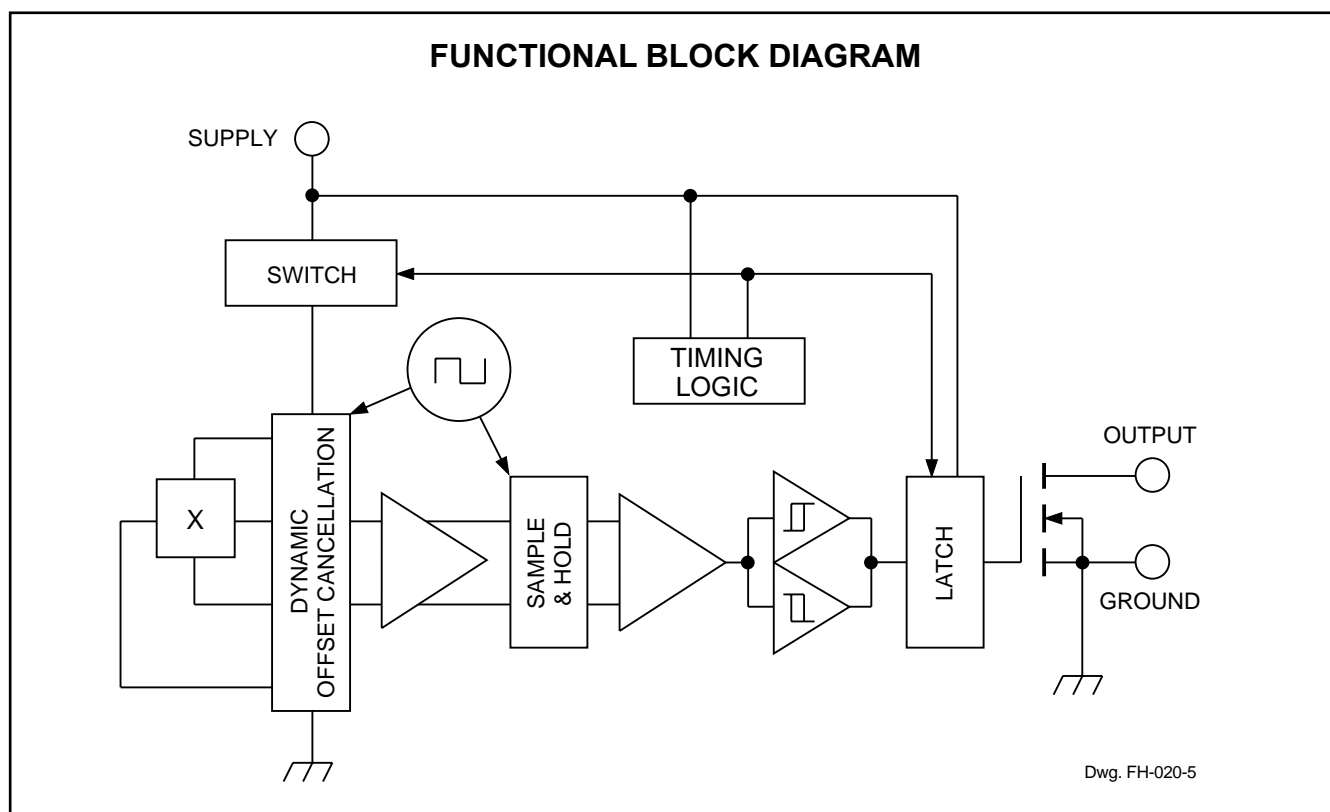 FUNCTIONAL BLOCK DIAGRAM
SUPPLY
SWITCH
TIMING
LOGIC
X
DYNAMIC
OFFSET CANCELLATION
SAMPLE
& HOLD
LATCH
OUTPUT
GROUND
Dwg. FH-020-5